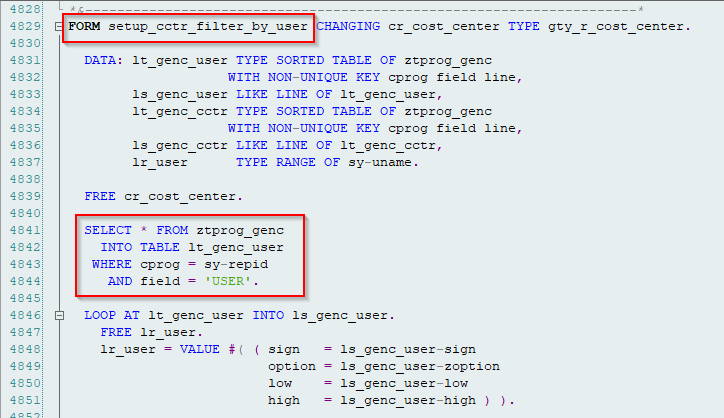 4828 *&---------------------------------------------------------------------*
4829 FORM setup_cctr_filter_by_user CHANGING cr_cost_center TYPE gty_r_cost_center.
4830
4831 DATA: lt_genc_user TYPE SORTED TABLE OF ztprog_genc
4832 WITH NON-UNIQUE KEY cprog field line,
4833 ls_genc_user LIKE LINE OF lt_genc_user,
4834 lt_genc_cctr TYPE SORTED TABLE OF ztprog_genc
4835 WITH NON-UNIQUE KEY cprog field line,
4836 ls_genc_cctr LIKE LINE OF lt_genc_cctr,
4837 lr_user TYPE RANGE OF sy-uname.
4838
4839 FREE cr_cost_center.
4840
4841 SELECT * FROM ztprog_genc
4842 INTO TABLE lt_genc_user
4843 WHERE cprog = sy-repid
4844 AND field = 'USER'.
4845
4846 LOOP AT lt_genc_user INTO ls_genc_user.
4847 FREE lr_user.
4848 lr_user = VALUE #( ( sign = ls_genc_user-sign
4849 option = ls_genc_user-zoption
4850 low = ls_genc_user-low
4851 high = ls_genc_user-high ) ).
4852